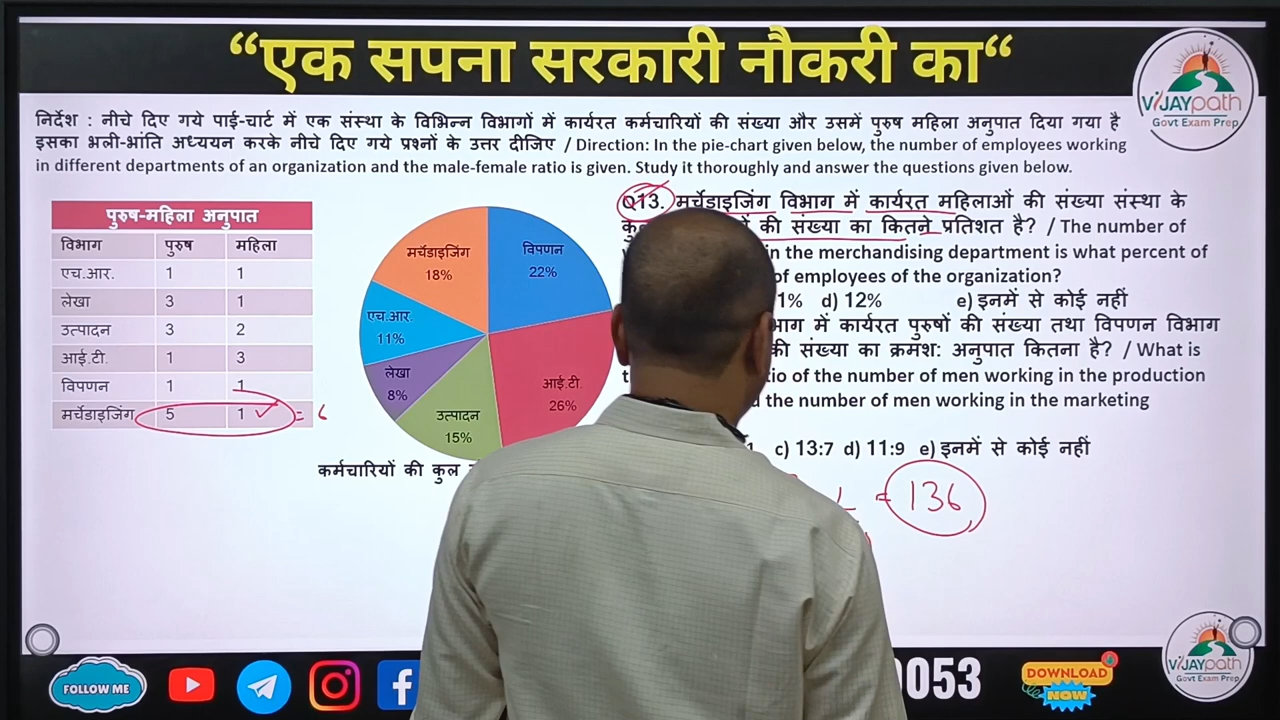 “एक सपना सरकारी नौकरी का“
VIJAYpath
Govt Exam Prep
निर्देश : नीचे दिए गये पाई-चार्ट में एक संस्था के विभिन्न विभागों में कार्यरत कर्मचारियों की संख्या और उसमें पुरुष महिला अनुपात दिया गया है
इसका भली-भांति अध्ययन करके नीचे दिए गये प्रश्नों के उत्तर दीजिए / Direction: In the pie-chart given below, the number of employees working
in different departments of an organization and the male-female ratio is given. Study it thoroughly and answer the questions given below.
पुरुष-महिला अनुपात
विभाग पुरुष महिला
एच.आर. 1 1
लेखा 3 1
उत्पादन 3 2
आई.टी. 1 3
विपणन 1 1
मर्चेंडाइजिंग 5 1 = 6
विपणन
22%
आई.टी.
26%
उत्पादन
15%
लेखा
8%
एच.आर.
11%
मर्चेंडाइजिंग
18%
कर्मचारियों की कुल
Q13. मर्चेंडाइजिंग विभाग में कार्यरत महिलाओं की संख्या संस्था के
की संख्या का कितने प्रतिशत है? / The number of
in the merchandising department is what percent of
of employees of the organization?
1% d) 12% e) इनमें से कोई नहीं
में कार्यरत पुरुषों की संख्या तथा विपणन विभाग
की संख्या का क्रमश: अनुपात कितना है? / What is
of the number of men working in the production
the number of men working in the marketing
c) 13:7 d) 11:9 e) इनमें से कोई नहीं
= 136
FOLLOW ME
0053
DOWNLOAD
NOW
VIJAYpath
Govt Exam Prep